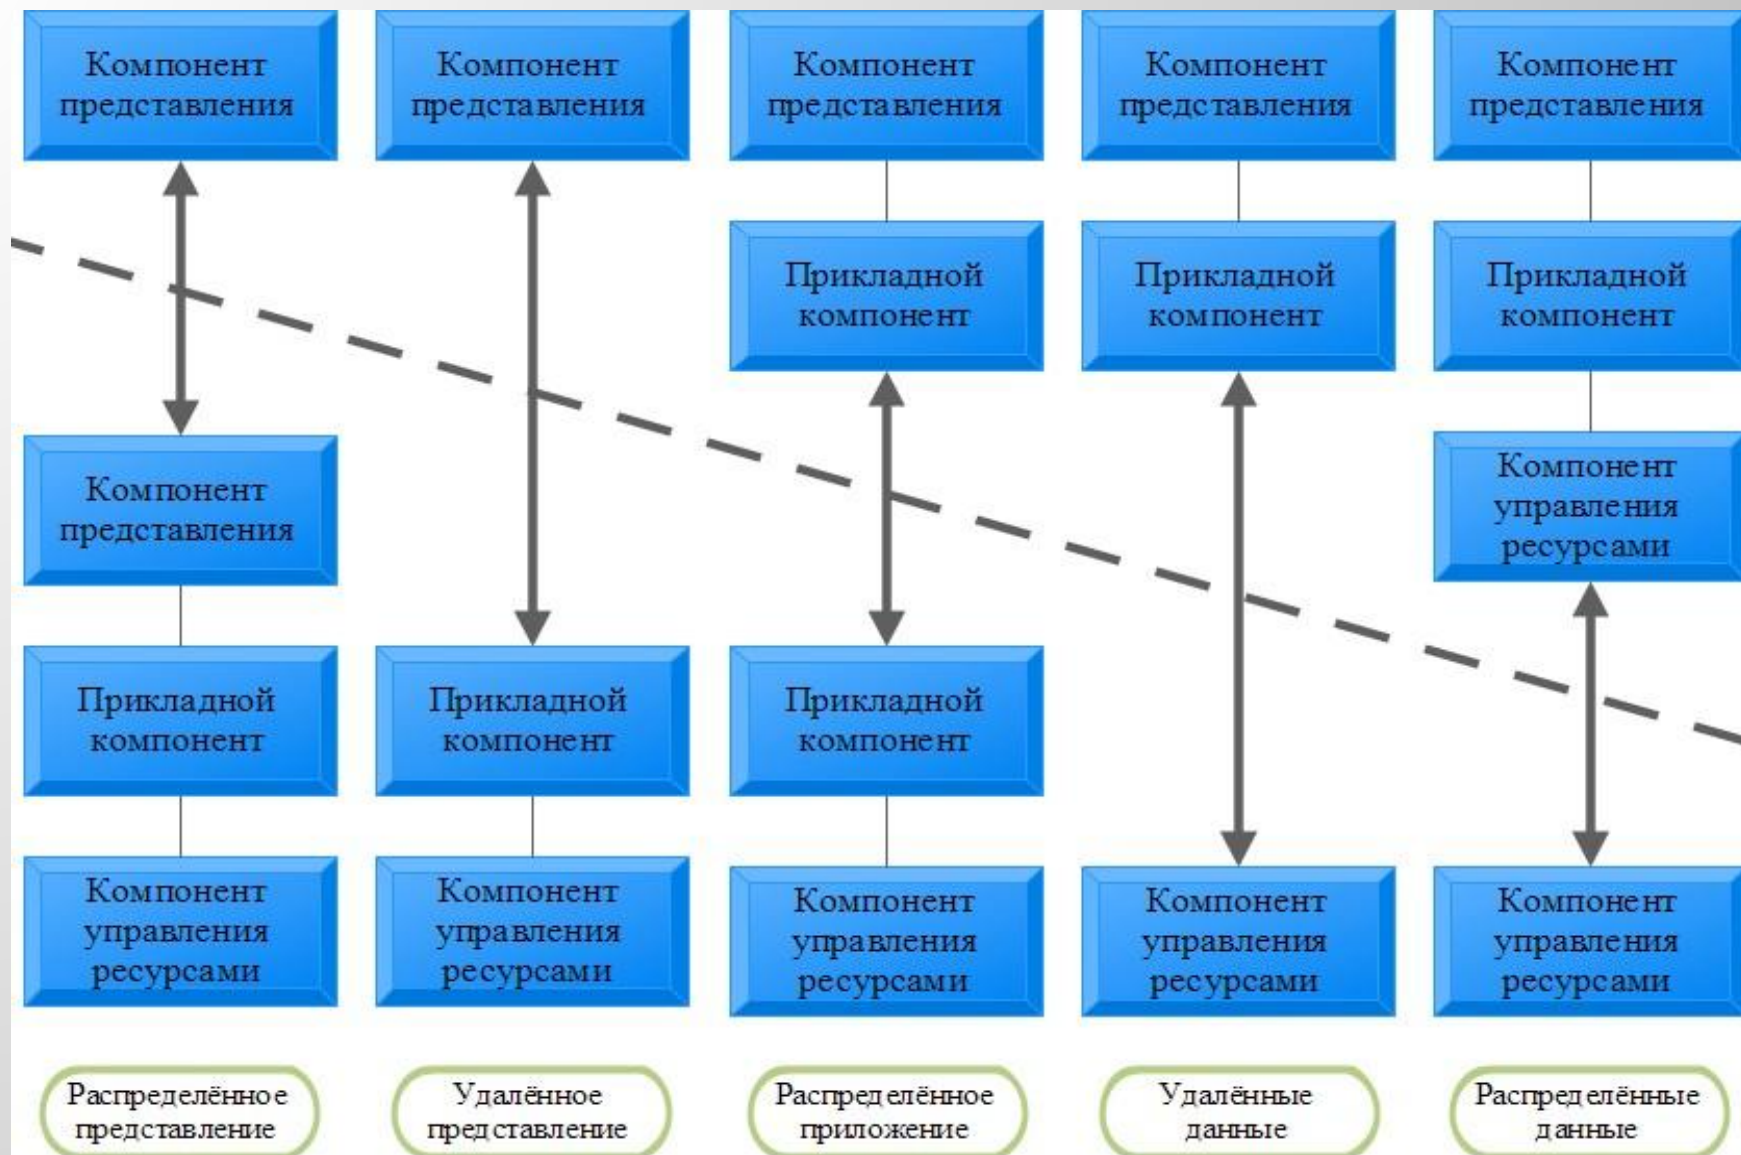 Компонент
представления
Компонент
представления
Компонент
представления
Компонент
представления
Компонент
представления
Прикладной
компонент
Прикладной
компонент
Прикладной
компонент
Компонент
представления
Компонент
управления
ресурсами
Прикладной
компонент
Прикладной
компонент
Прикладной
компонент
Компонент
управления
ресурсами
Компонент
управления
ресурсами
Компонент
управления
ресурсами
Компонент
управления
ресурсами
Компонент
управления
ресурсами
Распределённое
представление
Удалённое
представление
Распределённое
приложение
Удалённые
данные
Распределённые
данные